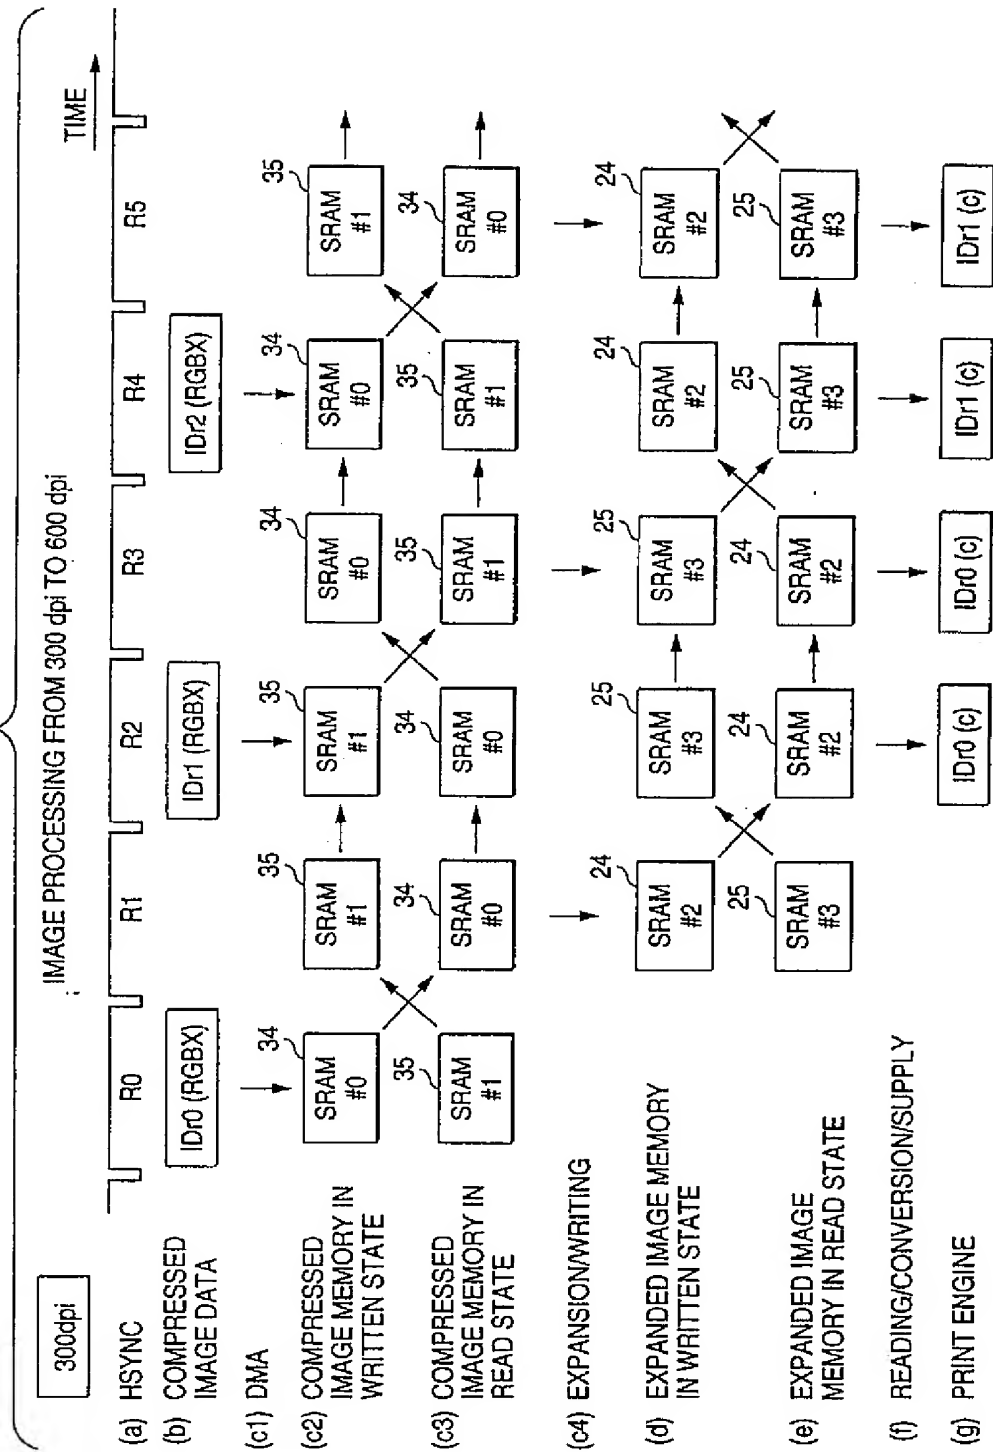 300dpi
IMAGE PROCESSING FROM 300 dpi TO 600 dpi
TIME
(a) HSYNC
R0
R1
R2
R3
R4
R5
(b) COMPRESSED
IMAGE DATA
IDr0 (RGBX)
IDr1 (RGBX)
IDr2 (RGBX)
(c1) DMA
(c2) COMPRESSED
IMAGE MEMORY IN
WRITTEN STATE
34
SRAM
#0
35
SRAM
#1
35
SRAM
#1
34
SRAM
#0
34
SRAM
#0
35
SRAM
#1
(c3) COMPRESSED
IMAGE MEMORY IN
READ STATE
35
SRAM
#1
34
SRAM
#0
34
SRAM
#0
35
SRAM
#1
35
SRAM
#1
34
SRAM
#0
(c4) EXPANSION/WRITING
(d) EXPANDED IMAGE MEMORY
IN WRITTEN STATE
24
SRAM
#2
25
SRAM
#3
25
SRAM
#3
24
SRAM
#2
24
SRAM
#2
(e) EXPANDED IMAGE
MEMORY IN READ STATE
25
SRAM
#3
24
SRAM
#2
24
SRAM
#2
25
SRAM
#3
25
SRAM
#3
(f) READING/CONVERSION/SUPPLY
(g) PRINT ENGINE
IDr0 (c)
IDr0 (c)
IDr1 (c)
IDr1 (c)